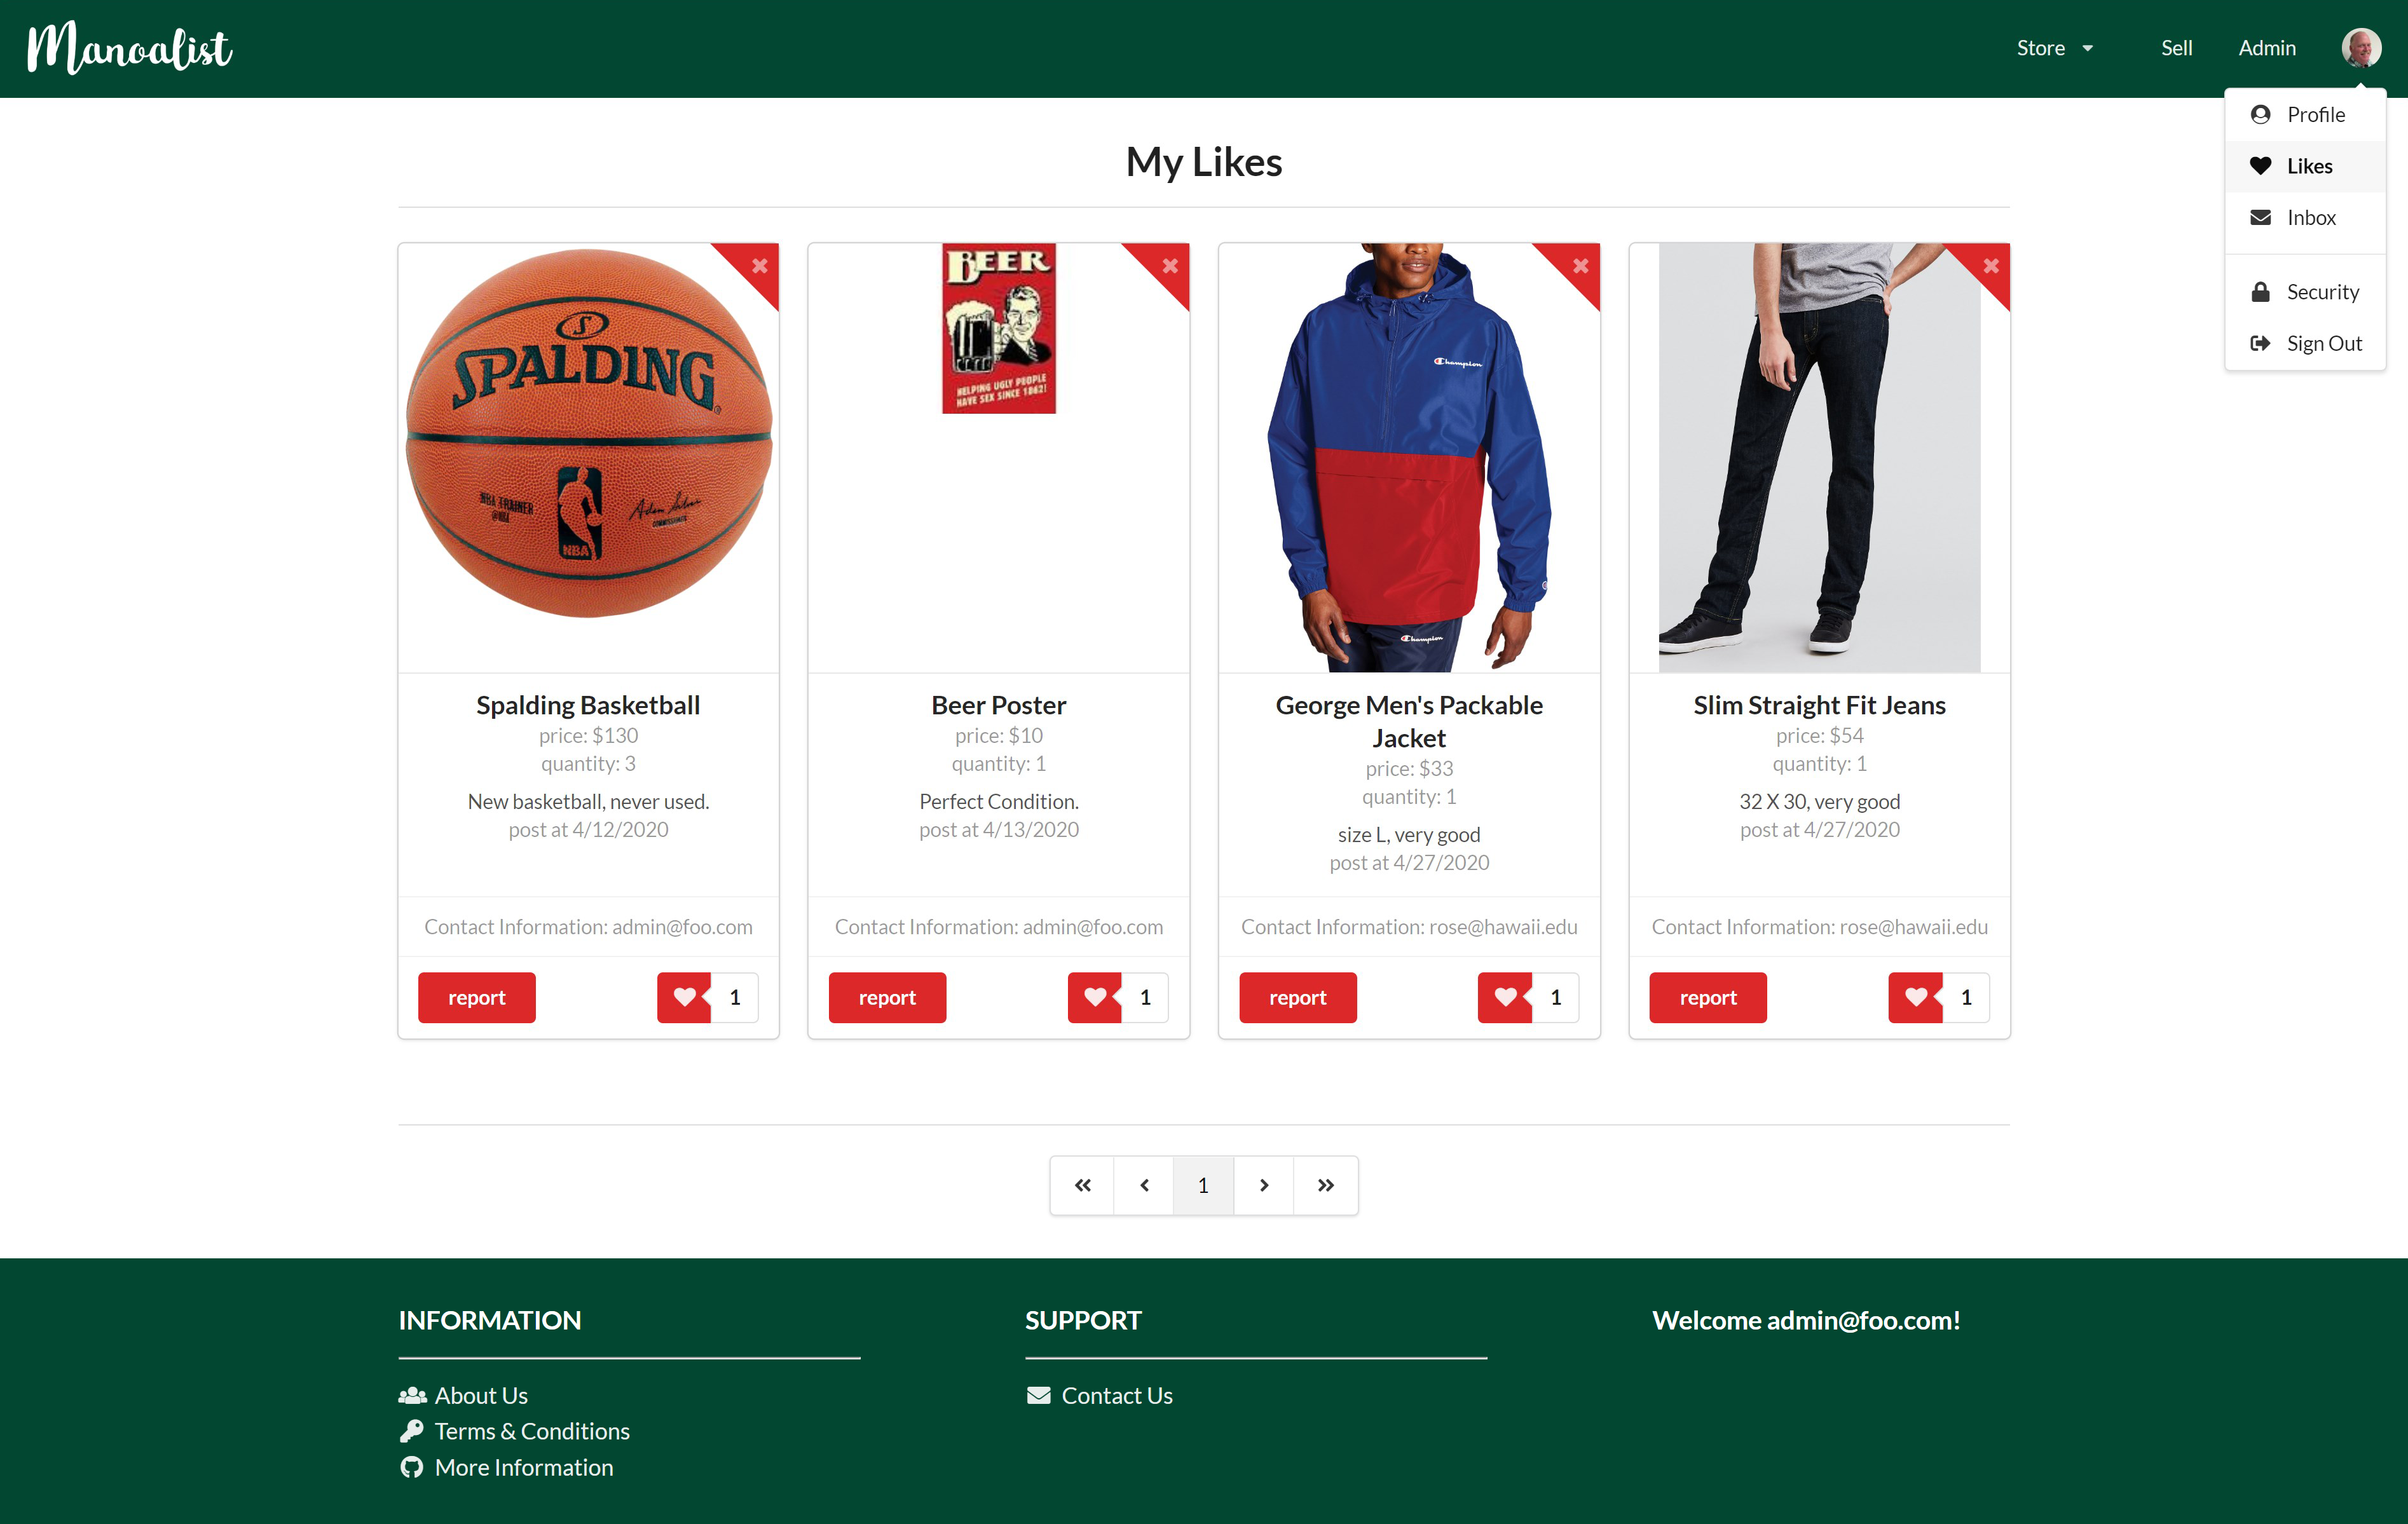 Manoalist
Store
Sell
Admin
Profile
Likes
Inbox
Security
Sign Out
My Likes
SPALDING
NBA TRAINER
@NBA
COMMISSIONER
NBA
Spalding Basketball
price: $130
quantity: 3
New basketball, never used.
post at 4/12/2020
Contact Information: admin@foo.com
report
1
BEER
HELPING UGLY PEOPLE
HAVE SEX SINCE 1862!
Beer Poster
price: $10
quantity: 1
Perfect Condition.
post at 4/13/2020
Contact Information: admin@foo.com
report
1
Champion
Champion
George Men's Packable
Jacket
price: $33
quantity: 1
size L, very good
post at 4/27/2020
Contact Information: rose@hawaii.edu
report
1
Slim Straight Fit Jeans
price: $54
quantity: 1
32 X 30, very good
post at 4/27/2020
Contact Information: rose@hawaii.edu
report
1
« ‹ 1 › »
INFORMATION
About Us
Terms & Conditions
More Information
SUPPORT
Contact Us
Welcome admin@foo.com!